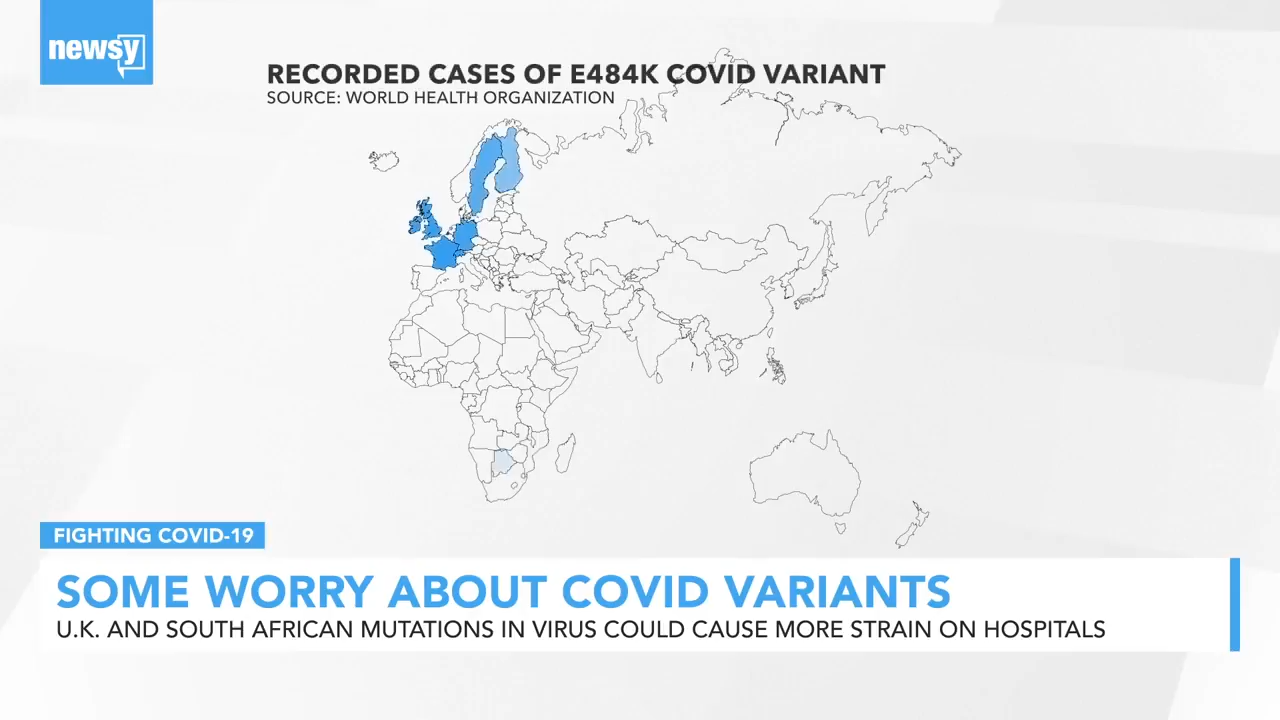 newsy
RECORDED CASES OF E484K COVID VARIANT
SOURCE: WORLD HEALTH ORGANIZATION
FIGHTING COVID-19
SOME WORRY ABOUT COVID VARIANTS
U.K. AND SOUTH AFRICAN MUTATIONS IN VIRUS COULD CAUSE MORE STRAIN ON HOSPITALS